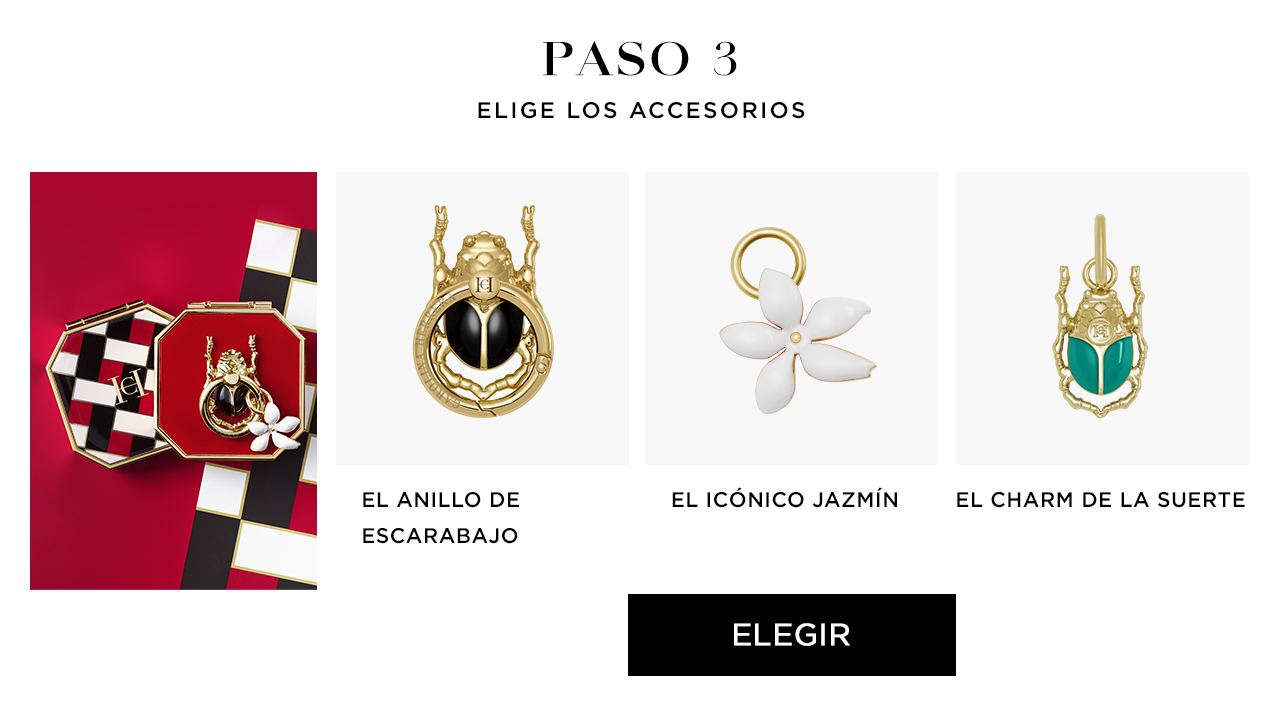 PASO 3
ELIGE LOS ACCESORIOS
EL ANILLO DE
ESCARABAJO
EL ICÓNICO JAZMÍN
EL CHARM DE LA SUERTE
ELEGIR